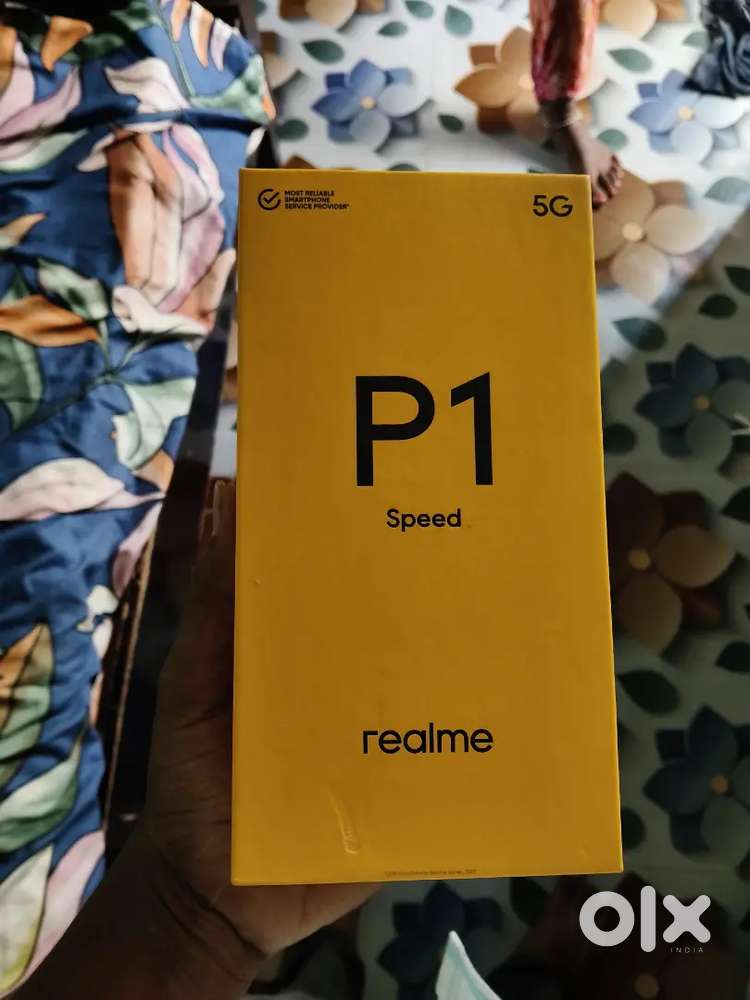 MOST RELIABLE
SMARTPHONE
SERVICE PROVIDER*
5G
P1
Speed
realme
olx
INDIA